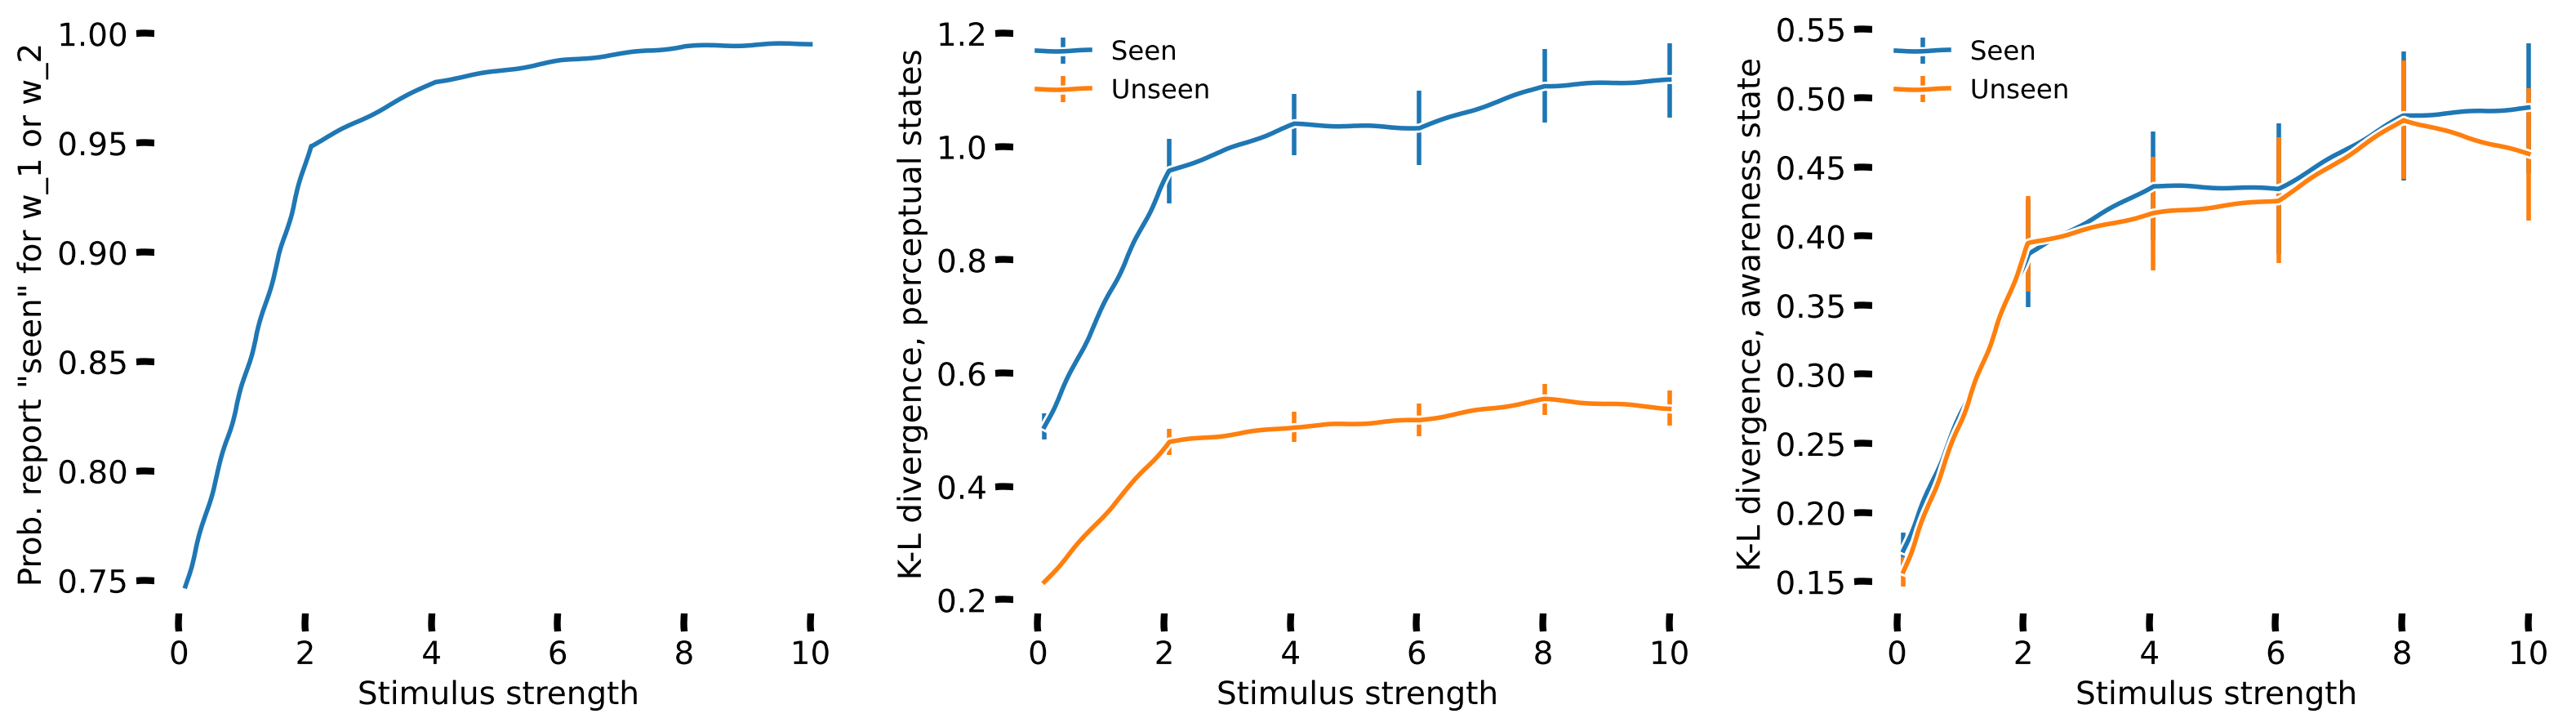 Prob. report "seen" for w_1 or w_2
1.00
0.95
0.90
0.85
0.80
0.75
0 2 4 6 8 10
Stimulus strength
K-L divergence, perceptual states
1.2
1.0
0.8
0.6
0.4
0.2
Seen
Unseen
0 2 4 6 8 10
Stimulus strength
K-L divergence, awareness state
0.55
0.50
0.45
0.40
0.35
0.30
0.25
0.20
0.15
Seen
Unseen
0 2 4 6 8 10
Stimulus strength